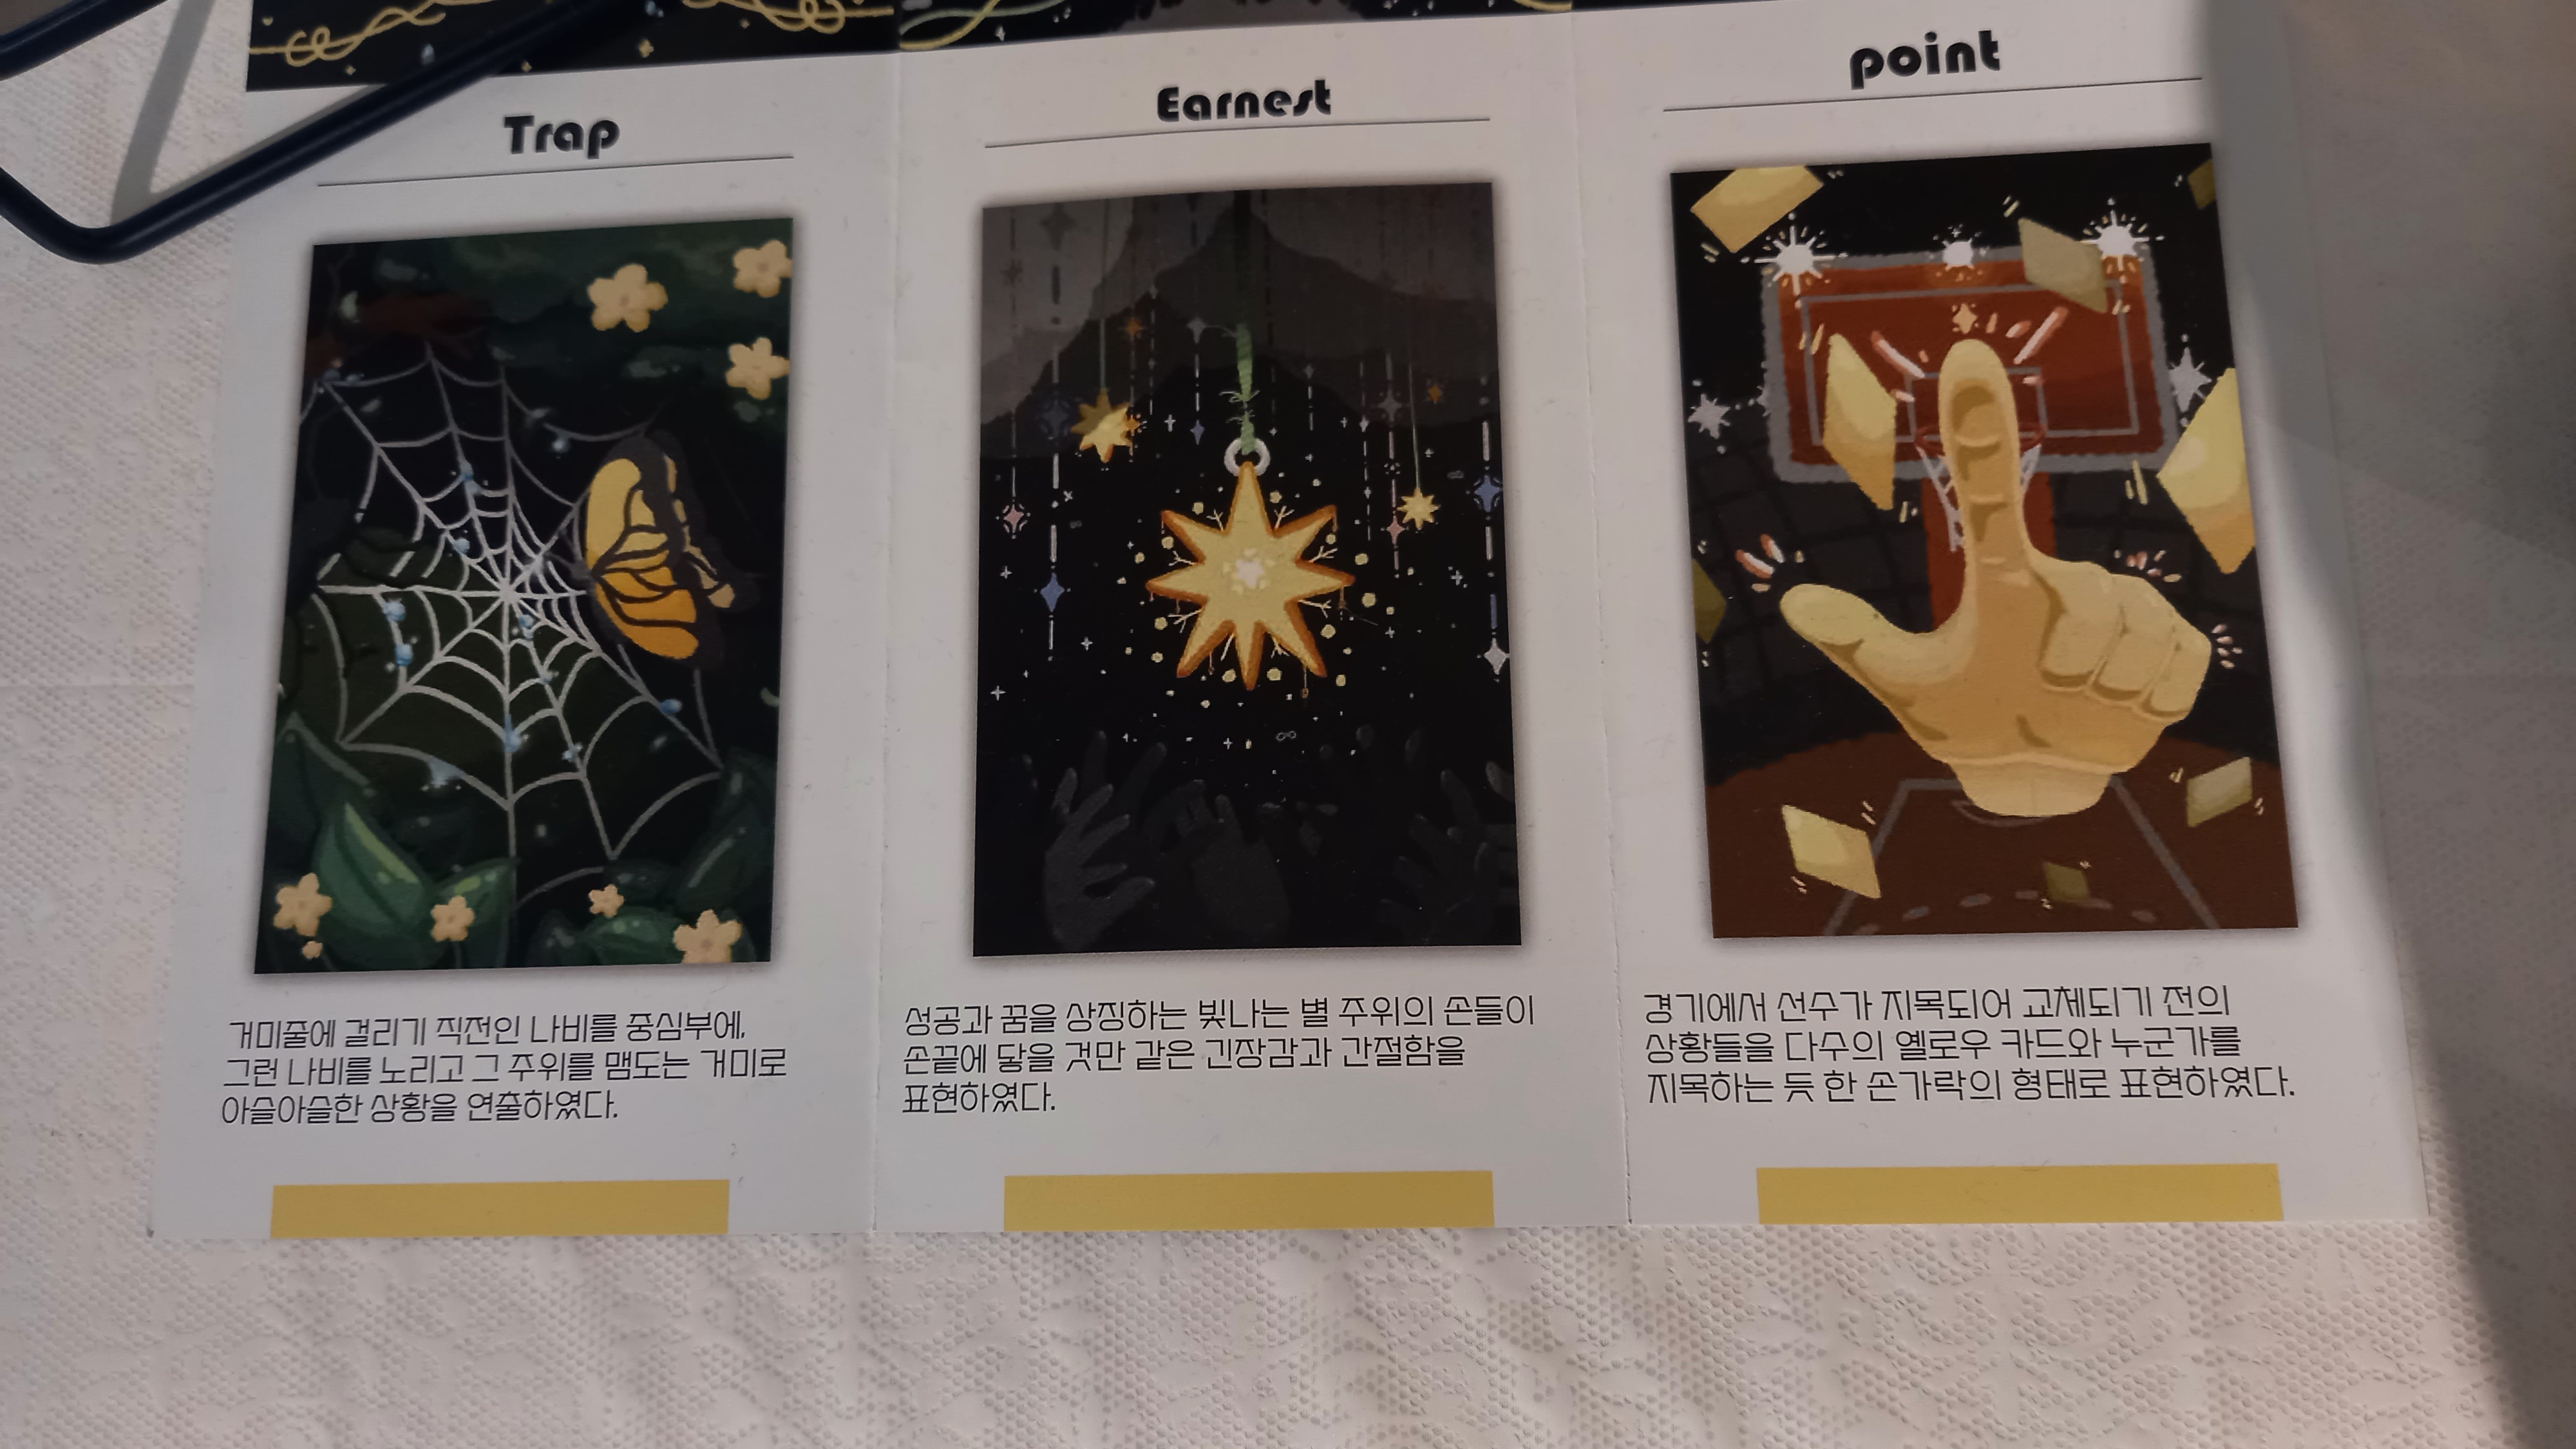 Trap
거미줄에 걸리기 직전인 나비를 중심부에,
그런 나비를 노리고 그 주위를 맴도는 거미로
아슬아슬한 상황을 연출하였다.
Earnest
성공과 꿈을 상징하는 빛나는 별 주위의 손들이
손끝에 닿을 것만 같은 긴장감과 간절함을
표현하였다.
point
경기에서 선수가 지목되어 교체되기 전의
상황들을 다수의 옐로우 카드와 누군가를
지목하는 듯 한 손가락의 형태로 표현하였다.